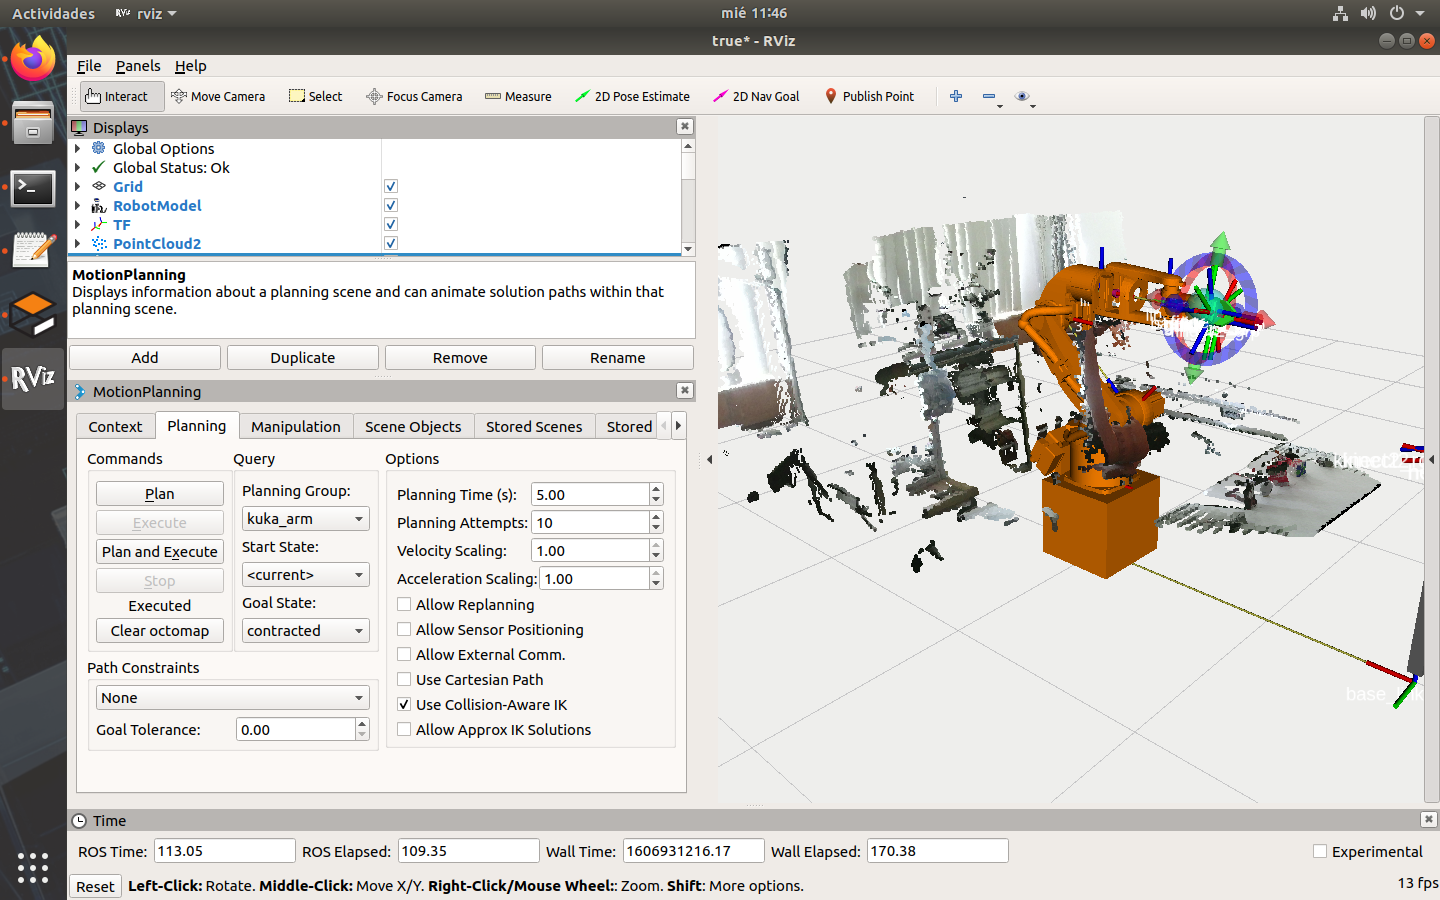 Actividades
RViz rviz
mié 11:46
true* - RViz
File Panels Help
Interact Move Camera Select Focus Camera Measure 2D Pose Estimate 2D Nav Goal Publish Point
Displays
Global Options
Global Status: Ok
Grid
RobotModel
TF
PointCloud2
MotionPlanning
Displays information about a planning scene and can animate solution paths within that
planning scene.
Add Duplicate Remove Rename
RViz
MotionPlanning
Context Planning Manipulation Scene Objects Stored Scenes Stored
Commands Query Options
Plan
Execute
Plan and Execute
Stop
Executed
Clear octomap
Planning Group:
kuka_arm
Start State:
<current>
Goal State:
contracted
Path Constraints
None
Goal Tolerance: 0.00
Planning Time (s): 5.00
Planning Attempts: 10
Velocity Scaling: 1.00
Acceleration Scaling: 1.00
Allow Replanning
Allow Sensor Positioning
Allow External Comm.
Use Cartesian Path
Use Collision-Aware IK
Allow Approx IK Solutions
Time
ROS Time: 113.05 ROS Elapsed: 109.35 Wall Time: 1606931216.17 Wall Elapsed: 170.38 Experimental
Reset Left-Click: Rotate. Middle-Click: Move X/Y. Right-Click/Mouse Wheel:: Zoom. Shift: More options. 13 fps